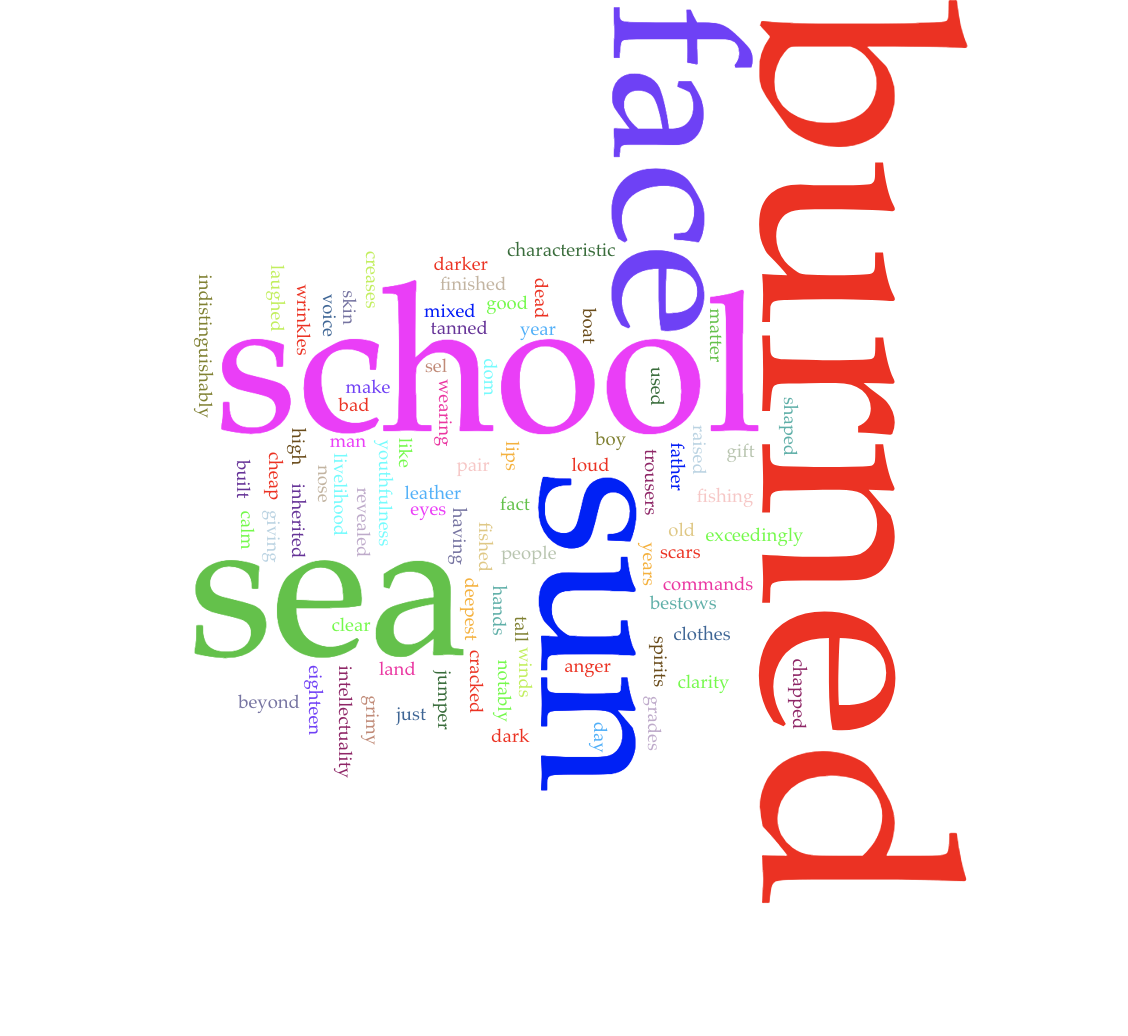 face
burned
characteristic
darker
creases
laughed
indistinguishably
finished
dead
wrinkles
voice
skin
school
good
mixed
boat
matter
tanned
year
sel
dom
used
make
wearing
bad
shaped
high
man
youthfulness
like
lips
boy
raised
gift
father
trousers
cheap
built
nose
livelihood
pair
loud
sun
inherited
revealed
leather
fishing
eyes
fact
calm
giving
having
fished
old
exceedingly
people
years
scars
sea
deepest
hands
commands
bestows
clear
tall
clothes
winds
spirits
cracked
anger
chapped
land
notably
eighteen
intellectuality
jumper
clarity
beyond
grimy
just
grades
day
dark